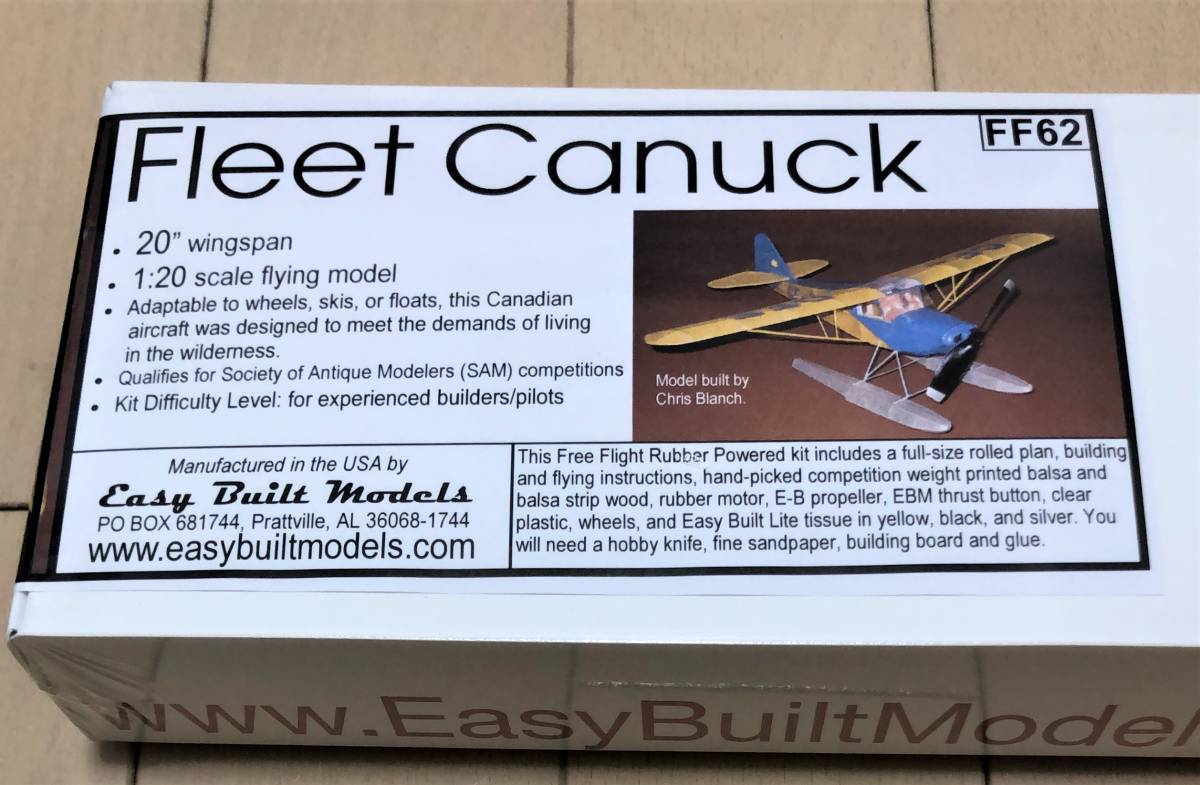 Fleet Canuck
FF62
• 20” wingspan
• 1:20 scale flying model
• Adaptable to wheels, skis, or floats, this Canadian
aircraft was designed to meet the demands of living
in the wilderness.
• Qualifies for Society of Antique Modelers (SAM) competitions
• Kit Difficulty Level: for experienced builders/pilots
Model built by
Chris Blanch.
Manufactured in the USA by
Easy Built Models
PO BOX 681744, Prattville, AL 36068-1744
www.easybuiltmodels.com
This Free Flight Rubber Powered kit includes a full-size rolled plan, building
and flying instructions, hand-picked competition weight printed balsa and
balsa strip wood, rubber motor, E-B propeller, EBM thrust button, clear
plastic, wheels, and Easy Built Lite tissue in yellow, black, and silver. You
will need a hobby knife, fine sandpaper, building board and glue.
www.EasyBuiltModel